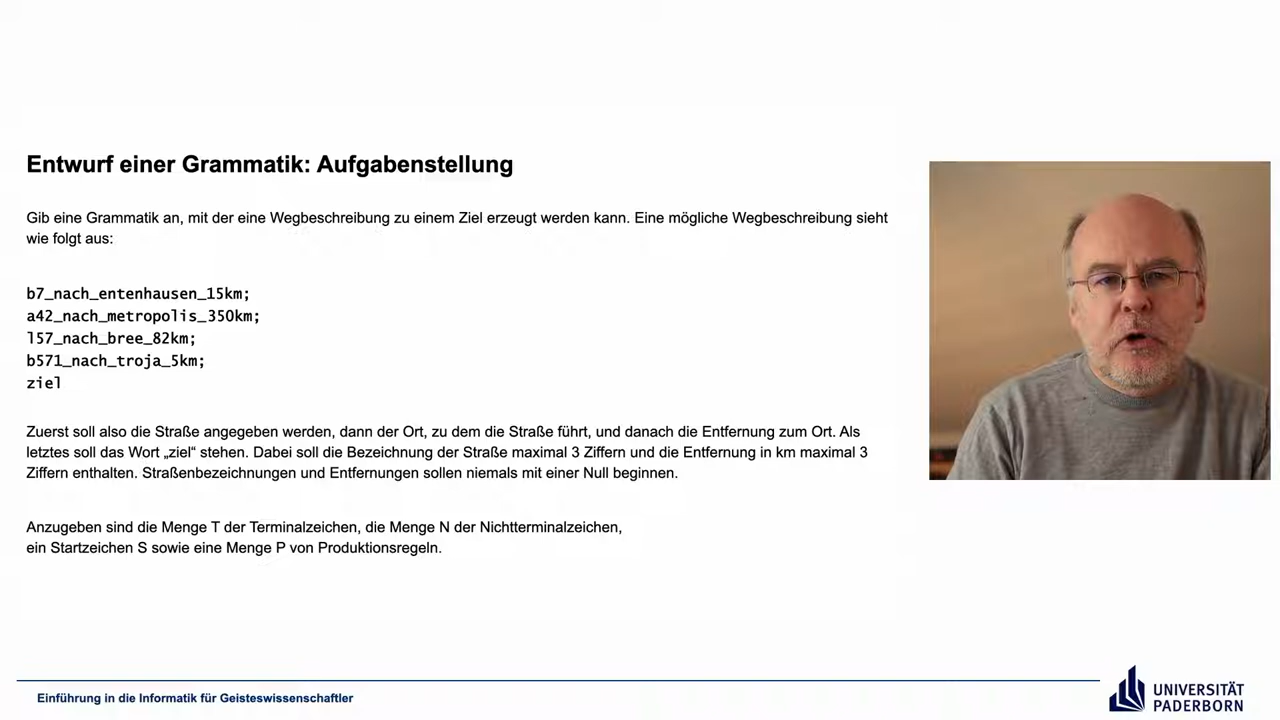 Entwurf einer Grammatik: Aufgabenstellung
Gib eine Grammatik an, mit der eine Wegbeschreibung zu einem Ziel erzeugt werden kann. Eine mögliche Wegbeschreibung sieht
wie folgt aus:
b7_nach_entenhausen_15km;
a42_nach_metropolis_350km;
l57_nach_bree_82km;
b571_nach_troja_5km;
ziel
Zuerst soll also die Straße angegeben werden, dann der Ort, zu dem die Straße führt, und danach die Entfernung zum Ort. Als
letztes soll das Wort „ziel“ stehen. Dabei soll die Bezeichnung der Straße maximal 3 Ziffern und die Entfernung in km maximal 3
Ziffern enthalten. Straßenbezeichnungen und Entfernungen sollen niemals mit einer Null beginnen.
Anzugeben sind die Menge T der Terminalzeichen, die Menge N der Nichtterminalzeichen,
ein Startzeichen S sowie eine Menge P von Produktionsregeln.
Einführung in die Informatik für Geisteswissenschaftler
UNIVERSITÄT
PADERBORN